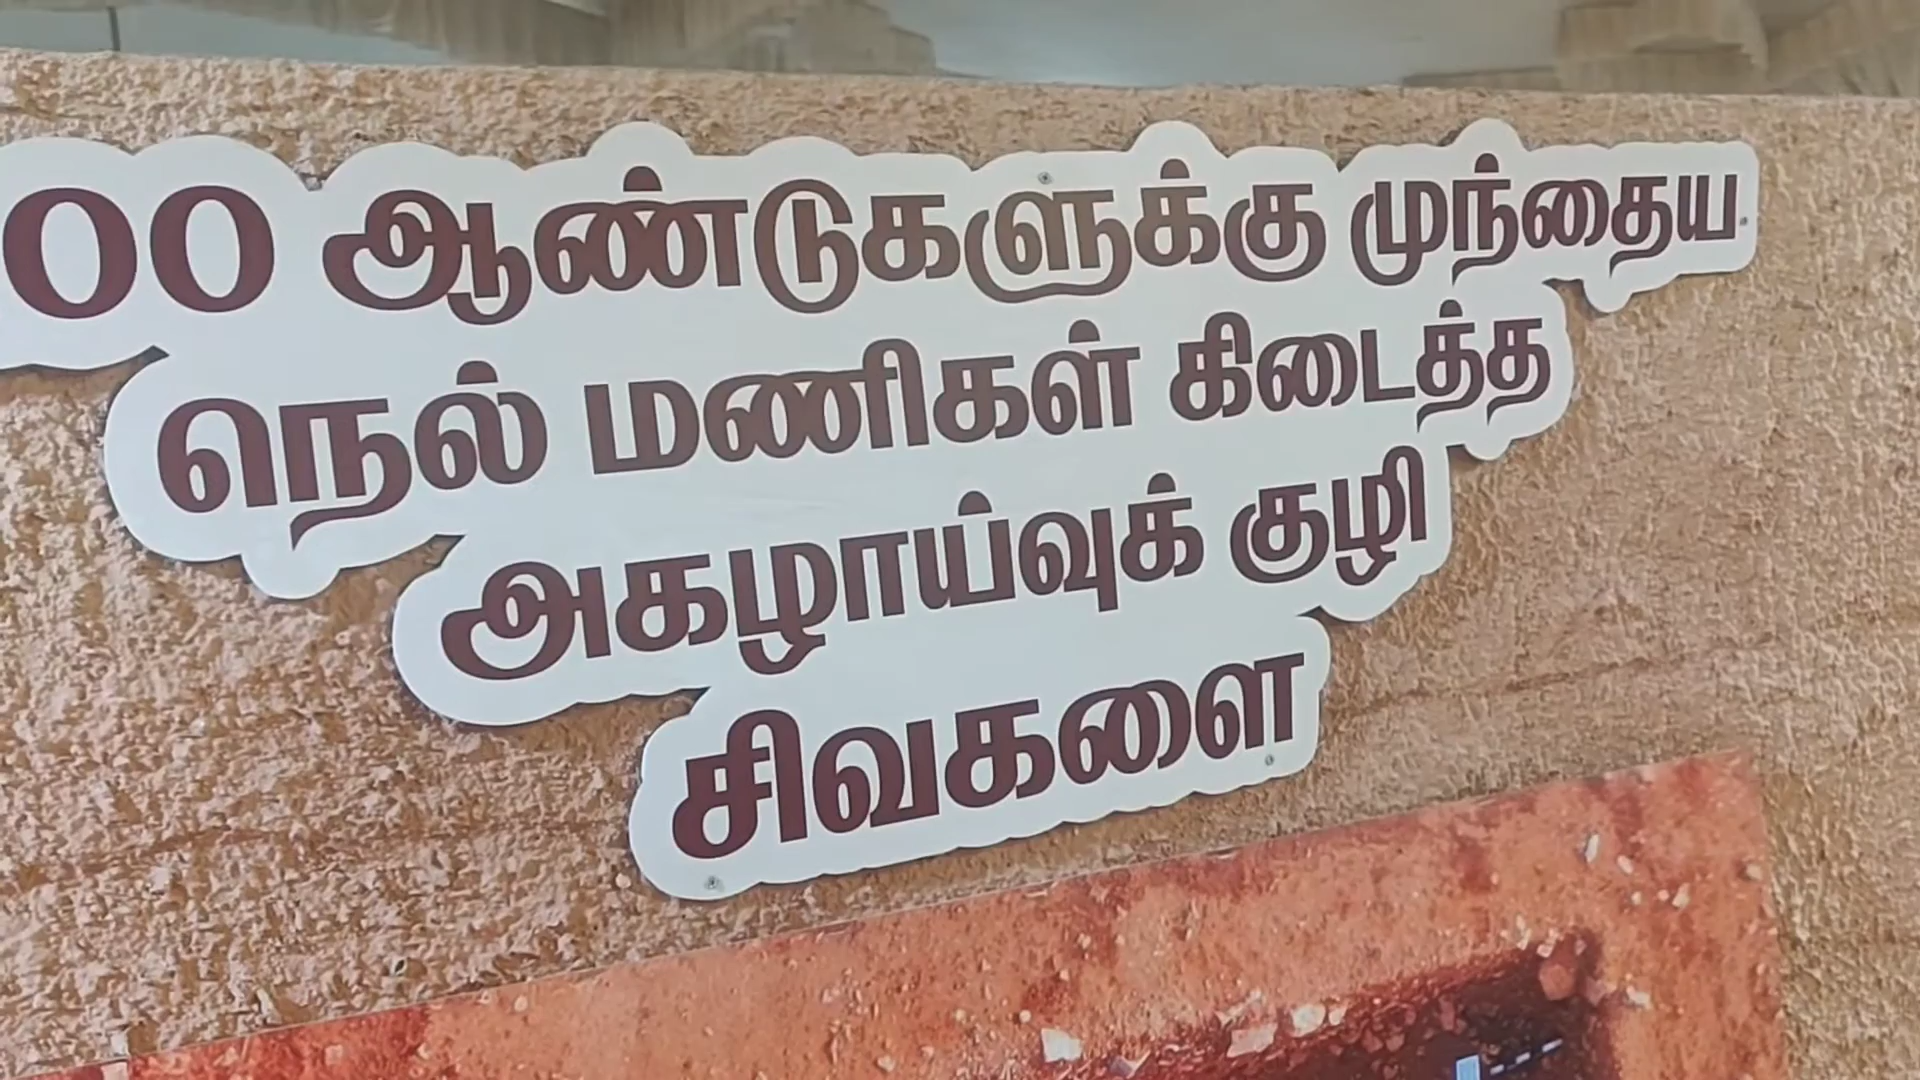 00 ஆண்டுகளுக்கு முந்தைய
நெல் மணிகள் கிடைத்த
அகழாய்வுக் குழி
சிவகளை